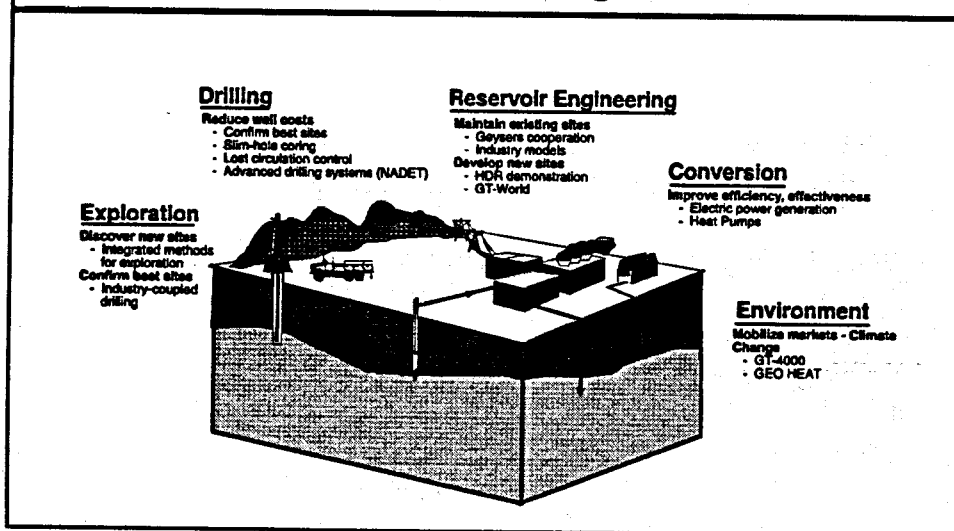 Drilling
Reduce well costs
- Confirm best sites
- Slim-hole coring
- Lost circulation control
- Advanced drilling systems (NADET)
Reservoir Engineering
Maintain existing sites
- Geysers cooperation
- Industry models
Develop new sites
- HDR demonstration
- GT-World
Conversion
Improve efficiency, effectiveness
- Electric power generation
- Heat Pumps
Exploration
Discover new sites
- Integrated methods
for exploration
Confirm best sites
- Industry-coupled
drilling
Environment
Mobilize markets - Climate
Change
- GT-4000
- GEO HEAT